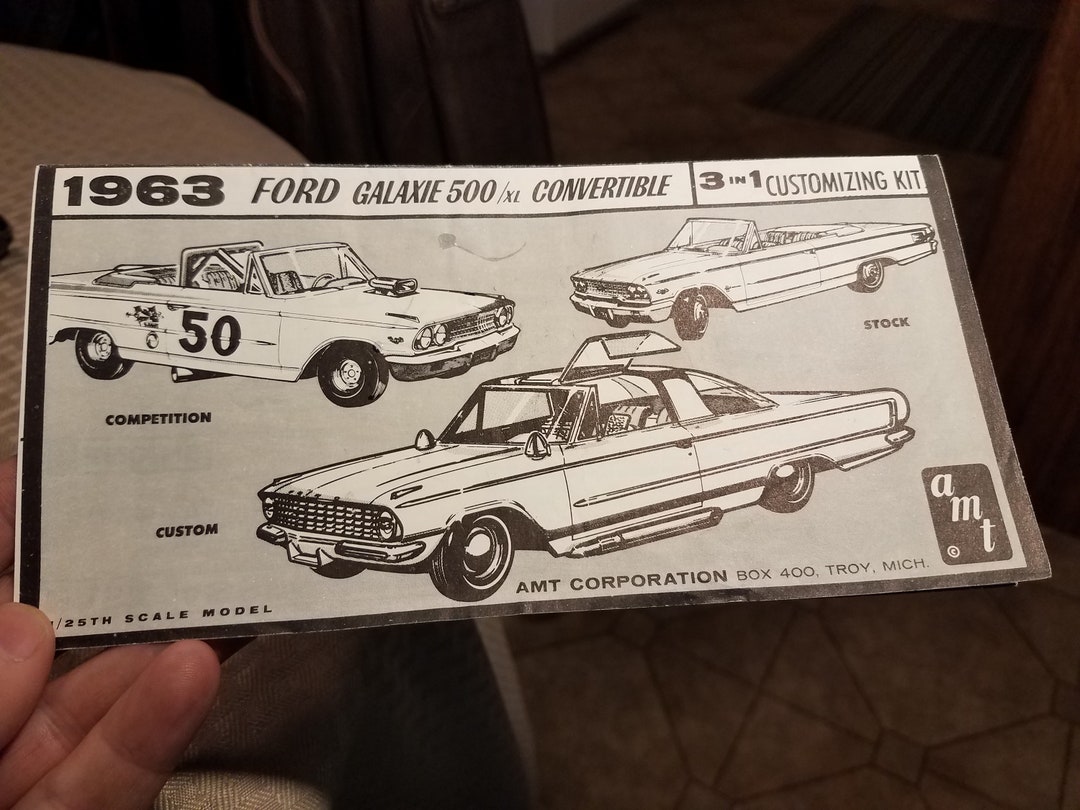 1963 FORD GALAXIE 500/XL CONVERTIBLE
3 IN 1 CUSTOMIZING KIT
50
STOCK
COMPETITION
CUSTOM
amt
©
AMT CORPORATION BOX 400, TROY, MICH.
/25TH SCALE MODEL